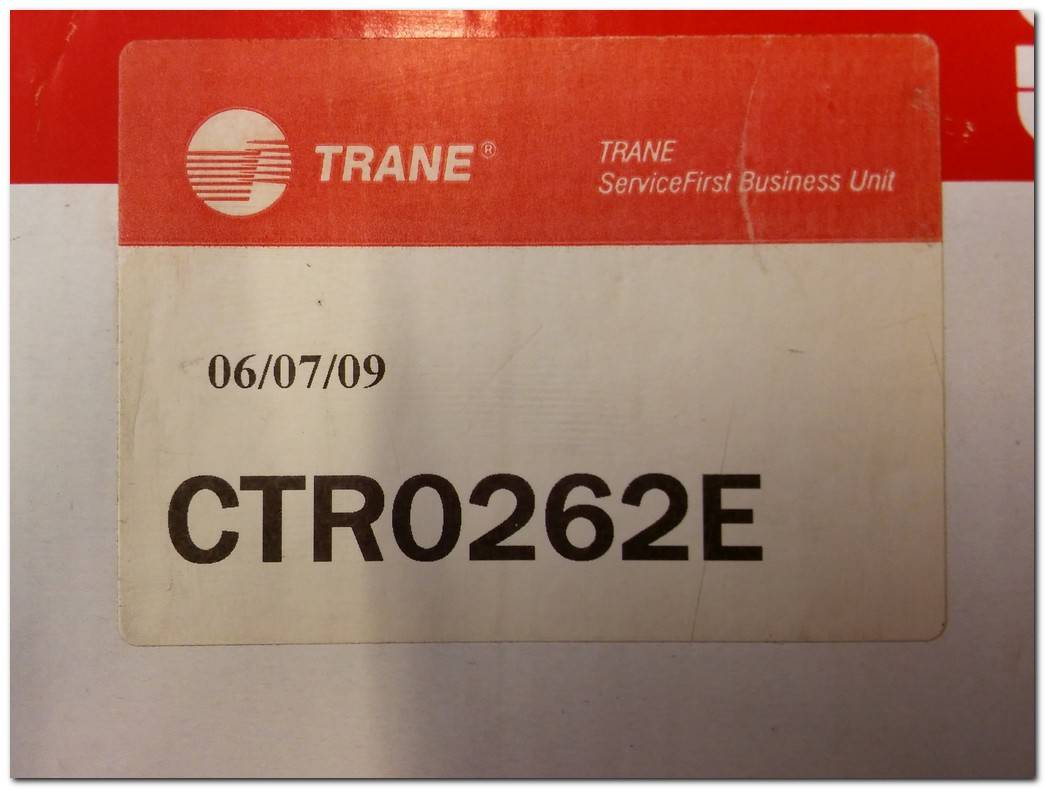 TRANE®
TRANE
ServiceFirst Business Unit
06/07/09
CTR0262E